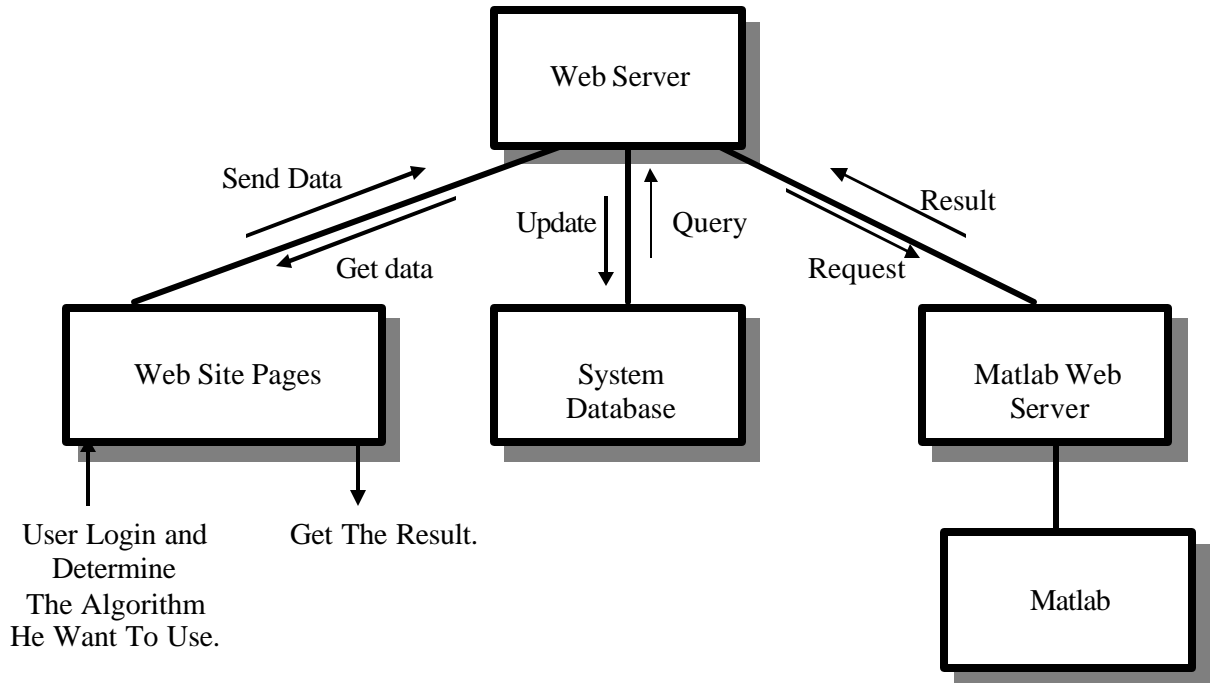 Web Server
Send Data
Result
Update
Query
Get data
Request
Web Site Pages
System
Database
Matlab Web
Server
User Login and
Determine
The Algorithm
He Want To Use.
Get The Result.
Matlab